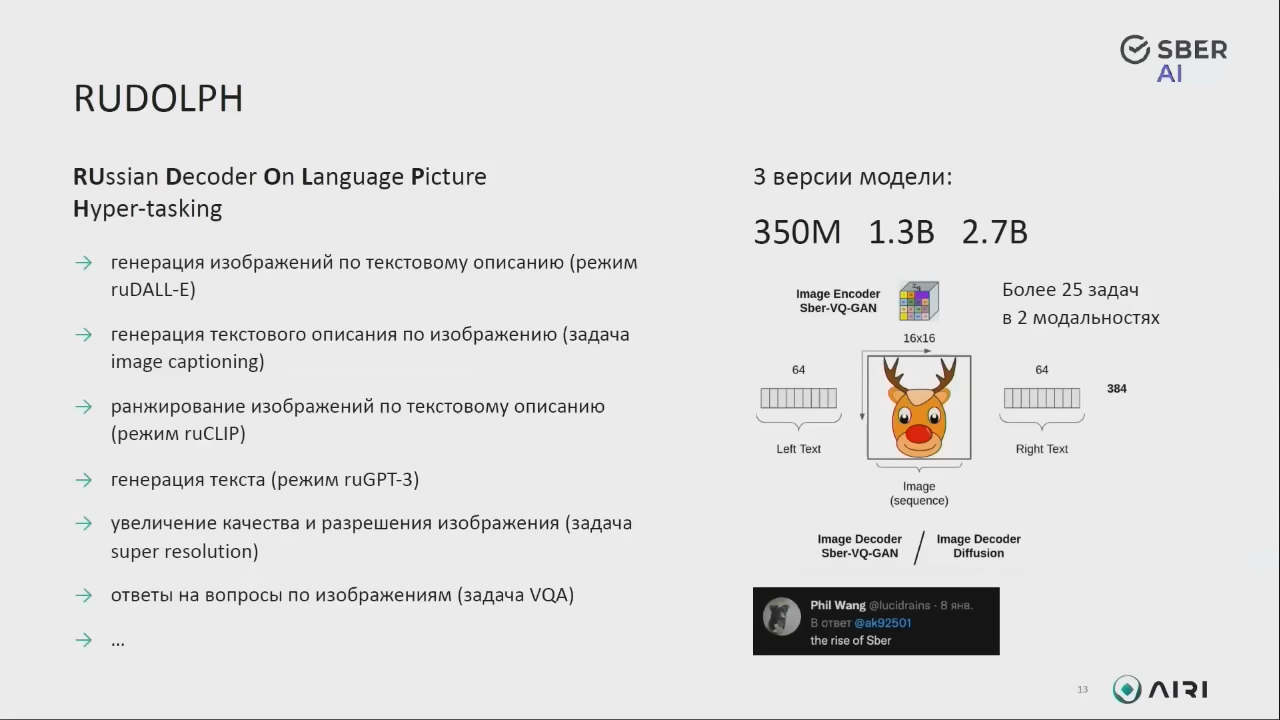 SBER
AI
RUDOLPH
RUssian Decoder On Language Picture
Hyper-tasking
→ генерация изображений по текстовому описанию (режим
ruDALL-E)
→ генерация текстового описания по изображению (задача
image captioning)
→ ранжирование изображений по текстовому описанию
(режим ruCLIP)
→ генерация текста (режим ruGPT-3)
→ увеличение качества и разрешения изображения (задача
super resolution)
→ ответы на вопросы по изображениям (задача VQA)
→ ...
3 версии модели:
350M 1.3B 2.7B
Image Encoder
Sber-VQ-GAN
Более 25 задач
в 2 модальностях
16x16
64
64
384
Left Text
Right Text
Image
(sequence)
Image Decoder
Sber-VQ-GAN
/
Image Decoder
Diffusion
Phil Wang @lucidrains · 8 янв.
В ответ @ak92501
the rise of Sber
13
AIRI